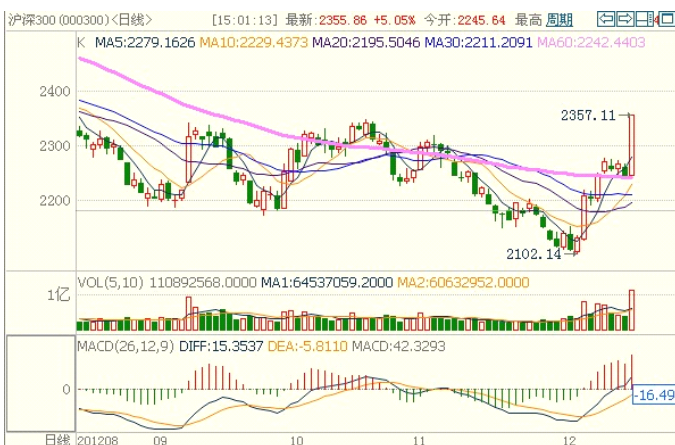 沪深300(000300)<日线> [15:01:13] 最新:2355.86 +5.05% 今开:2245.64 最高 周期
K MA5:2279.1626 MA10:2229.4373 MA20:2195.5046 MA30:2211.2091 MA60:2242.4403
2400
2357.11
2300
2200
2102.14
VOL(5,10) 110892568.0000 MA1:64537059.2000 MA2:60632952.0000
1亿
MACD(26,12,9) DIFF:15.3537 DEA:-5.8110 MACD:42.3293
0
-16.49
日线 201208 09 10 11 12